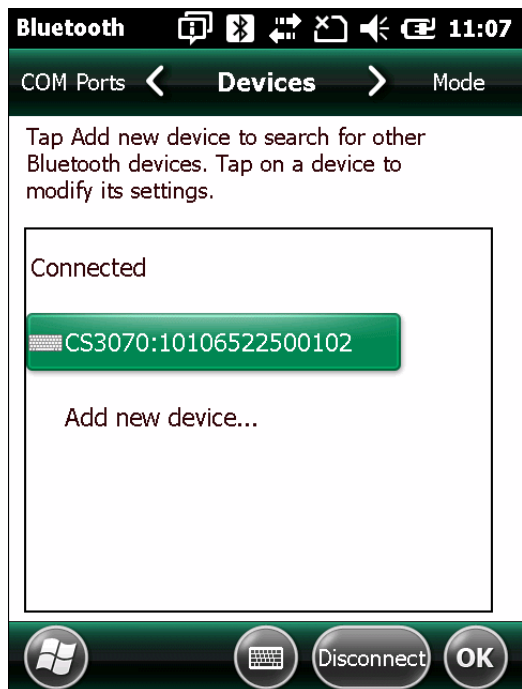 Bluetooth 11:07
COM Ports Devices Mode
Tap Add new device to search for other
Bluetooth devices. Tap on a device to
modify its settings.
Connected
CS3070:10106522500102
Add new device...
Disconnect OK